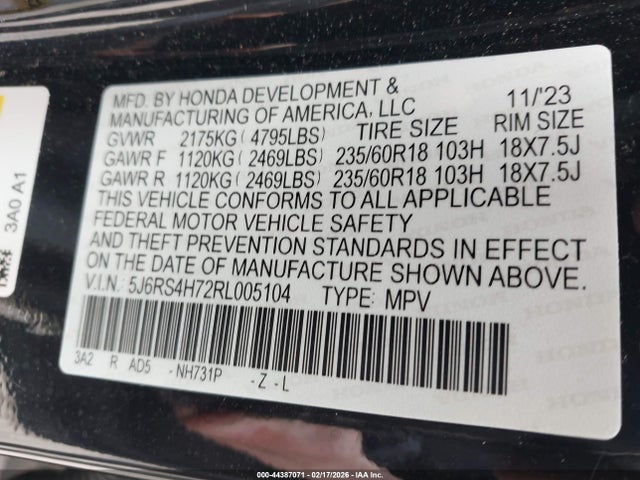 MFD. BY HONDA DEVELOPMENT &
MANUFACTURING OF AMERICA, LLC 11/'23
GVWR 2175KG ( 4795LBS) TIRE SIZE RIM SIZE
GAWR F 1120KG ( 2469LBS) 235/60R18 103H 18X7.5J
GAWR R 1120KG ( 2469LBS) 235/60R18 103H 18X7.5J
THIS VEHICLE CONFORMS TO ALL APPLICABLE
FEDERAL MOTOR VEHICLE SAFETY
AND THEFT PREVENTION STANDARDS IN EFFECT
ON THE DATE OF MANUFACTURE SHOWN ABOVE.
V.I.N.: 5J6RS4H72RL005104 TYPE: MPV
3A2 R AD5 -NH731P -Z-L
3A0 A1
000-44387071 - 02/17/2026 - IAAI.COM